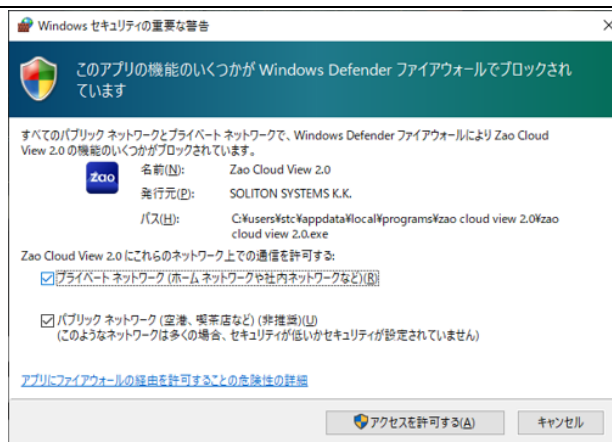 Windows セキュリティの重要な警告
このアプリの機能のいくつかが Windows Defender ファイアウォールでブロックされ
ています
すべてのパブリック ネットワークとプライベート ネットワークで、Windows Defender ファイアウォールにより Zao Cloud
View 2.0 の機能のいくつかがブロックされています。
zao
名前(N): Zao Cloud View 2.0
発行元(P): SOLITON SYSTEMS K.K.
パス(H): C:¥users¥stc¥appdata¥local¥programs¥zao cloud view 2.0¥zao
cloud view 2.0.exe
Zao Cloud View 2.0 にこれらのネットワーク上での通信を許可する:
プライベート ネットワーク (ホーム ネットワークや社内ネットワークなど)(R)
パブリック ネットワーク (空港、喫茶店など) (非推奨)(U)
(このようなネットワークは多くの場合、セキュリティが低いかセキュリティが設定されていません)
アプリにファイアウォールの経由を許可することの危険性の詳細
アクセスを許可する(A) キャンセル